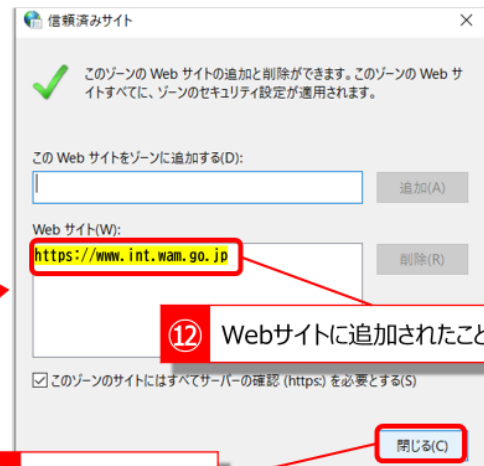 信頼済みサイト
このゾーンの Web サイトの追加と削除ができます。このゾーンの Web サ
イトすべてに、ゾーンのセキュリティ設定が適用されます。
この Web サイトをゾーンに追加する(D):
追加(A)
Web サイト(W):
https://www.int.wam.go.jp
削除(R)
⑫ Webサイトに追加されたこと
このゾーンのサイトにはすべてサーバーの確認 (https:) を必要とする(S)
閉じる(C)